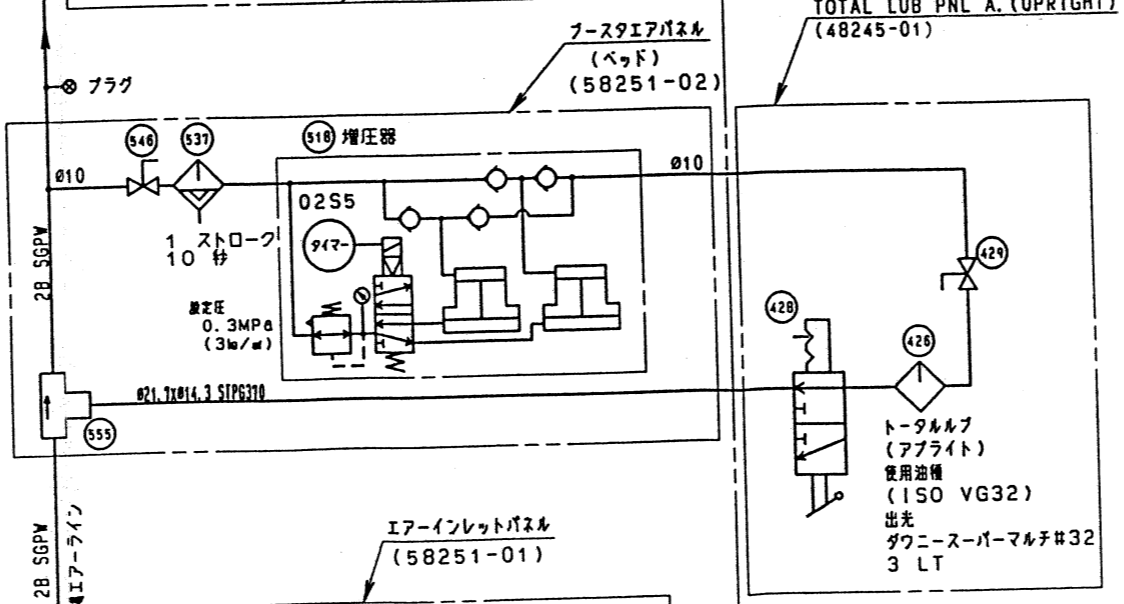 TOTAL LUB PNL A.(UPRIGHT)
(48245-01)
ブースタエアパネル
(ベッド)
(58251-02)
プラグ
546
537
518 増圧器
ø10
ø10
02S5
タイマー
1 ストローク
10 秒
2B SGPW
設定圧
0.3MPa
429
428
426
ø21.7Xø14.3 STPG370
555
トータルルブ
(アプライト)
使用油種
(ISO VG32)
出光
ダウニースーパーマルチ#32
3 LT
エアーインレットパネル
(58251-01)
2B SGPW
エアーライン